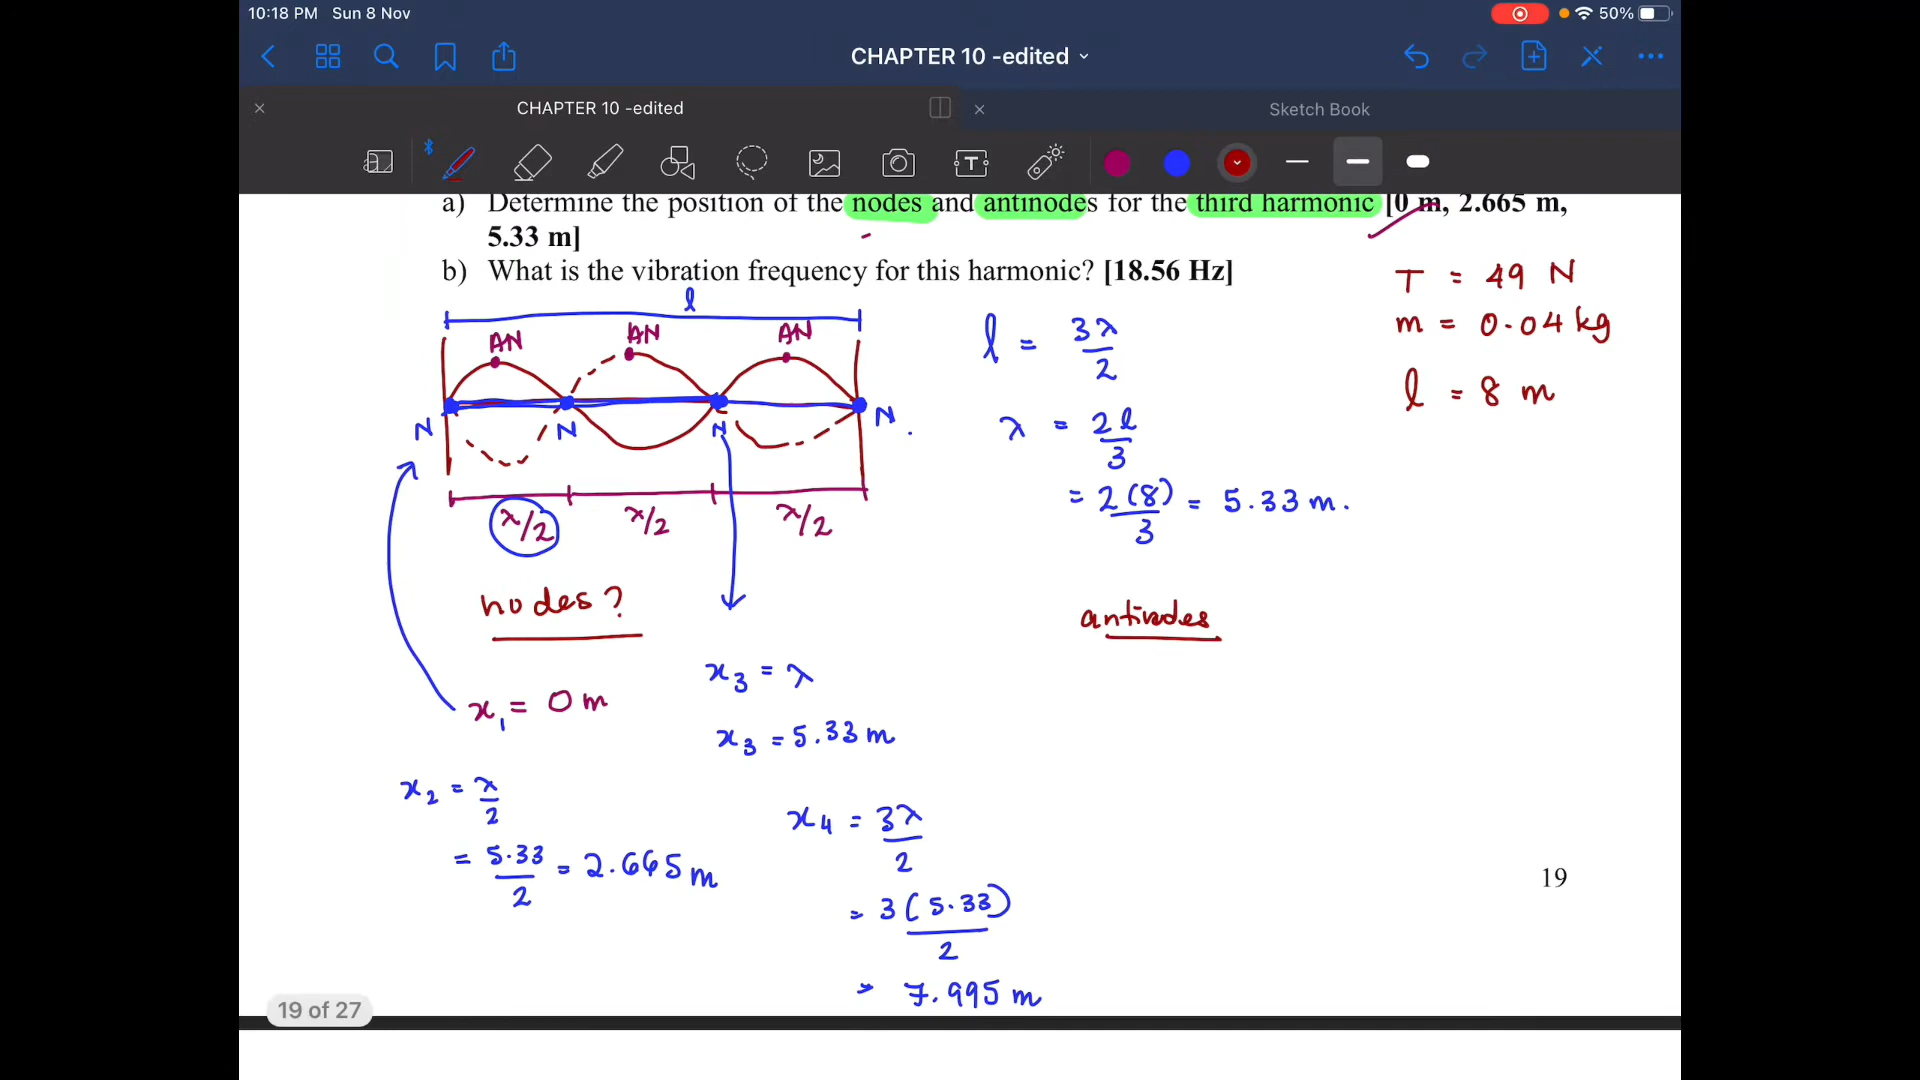 10:18 PM Sun 8 Nov
50%
CHAPTER 10 -edited
CHAPTER 10 -edited
Sketch Book
a) Determine the position of the nodes and antinodes for the third harmonic [0 m, 2.665 m,
5.33 m]
b) What is the vibration frequency for this harmonic? [18.56 Hz]
T = 49 N
m = 0.04 kg
l = 8 m
l
AN AN AN
N N N N.
λ/2 λ/2 λ/2
l = 3λ/2
λ = 2l/3
= 2(8)/3 = 5.33 m.
nodes?
antinodes
x₁ = 0 m
x₂ = λ/2
= 5.33/2 = 2.665 m
x₃ = λ
x₃ = 5.33 m
x₄ = 3λ/2
= 3(5.33)/2
= 7.995 m
19
19 of 27